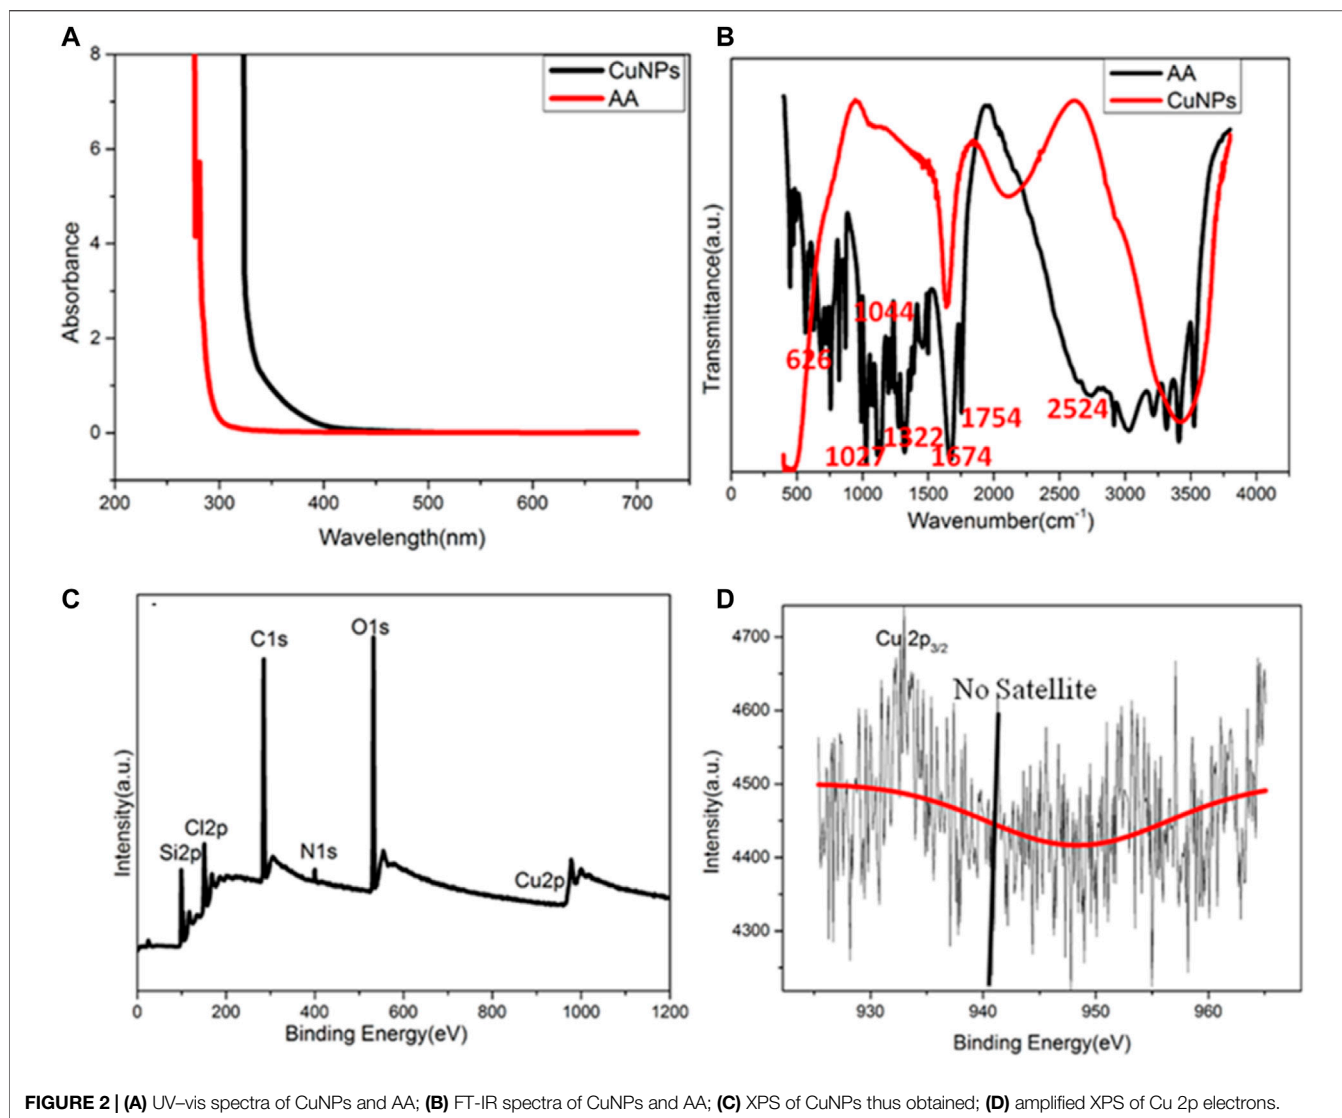 A
8
6
4
2
0
Absorbance
CuNPs
AA
200 300 400 500 600 700
Wavelength(nm)
B
AA
CuNPs
Transmittance(a.u.)
1044
626
1754
2524
1322
1027
1674
0 500 1000 1500 2000 2500 3000 3500 4000
Wavenumber(cm⁻¹)
C
O1s
C1s
Cl2p
Si2p
N1s
Cu2p
Intensity(a.u.)
0 200 400 600 800 1000 1200
Binding Energy(eV)
D
4700
4600
4500
4400
4300
Intensity(a.u.)
Cu 2p3/2
No Satellite
930 940 950 960
Binding Energy(eV)
FIGURE 2 | (A) UV–vis spectra of CuNPs and AA; (B) FT-IR spectra of CuNPs and AA; (C) XPS of CuNPs thus obtained; (D) amplified XPS of Cu 2p electrons.